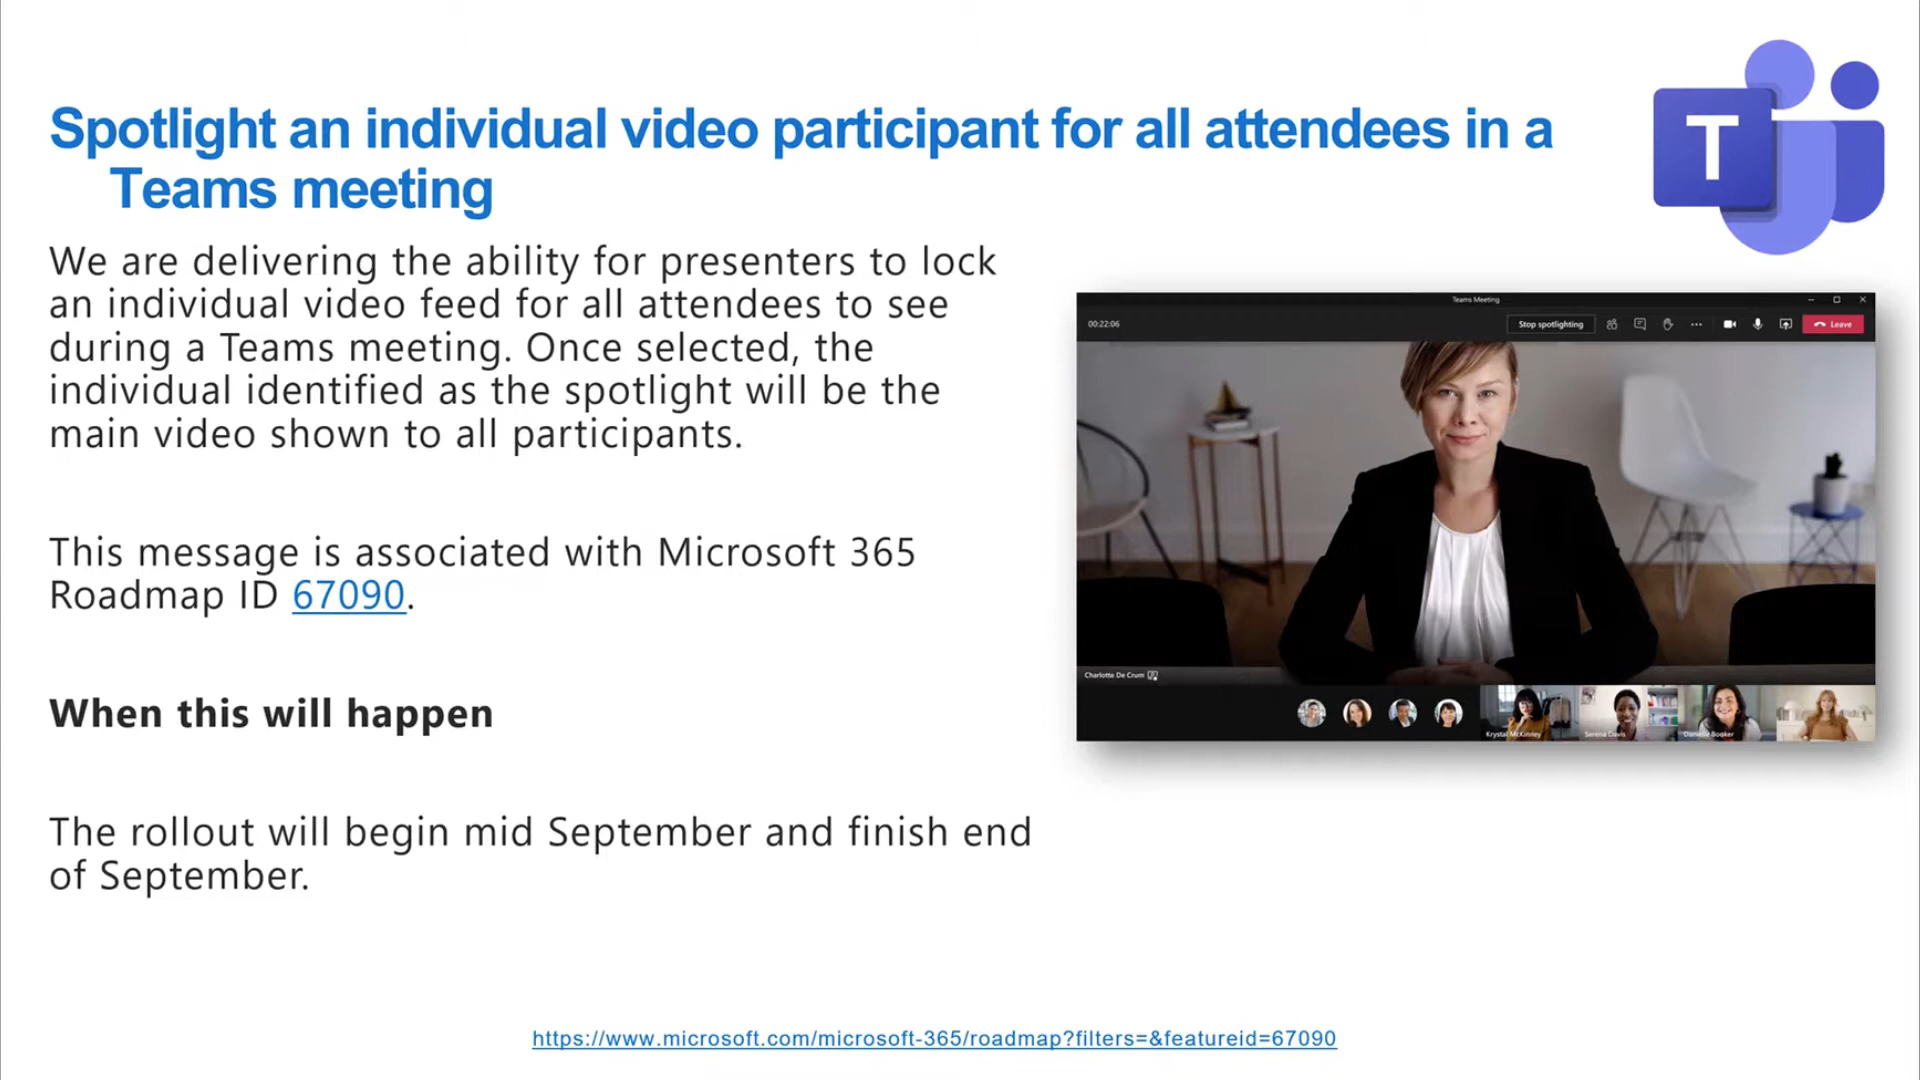 Spotlight an individual video participant for all attendees in a
Teams meeting
T
We are delivering the ability for presenters to lock
an individual video feed for all attendees to see
during a Teams meeting. Once selected, the
individual identified as the spotlight will be the
main video shown to all participants.
This message is associated with Microsoft 365
Roadmap ID 67090.
When this will happen
The rollout will begin mid September and finish end
of September.
Teams Meeting
00:22:06
Stop spotlighting
Leave
Charlotte De Crum
Krystal McKinney
Serena Davis
Danielle Booker
https://www.microsoft.com/microsoft-365/roadmap?filters=&featureid=67090